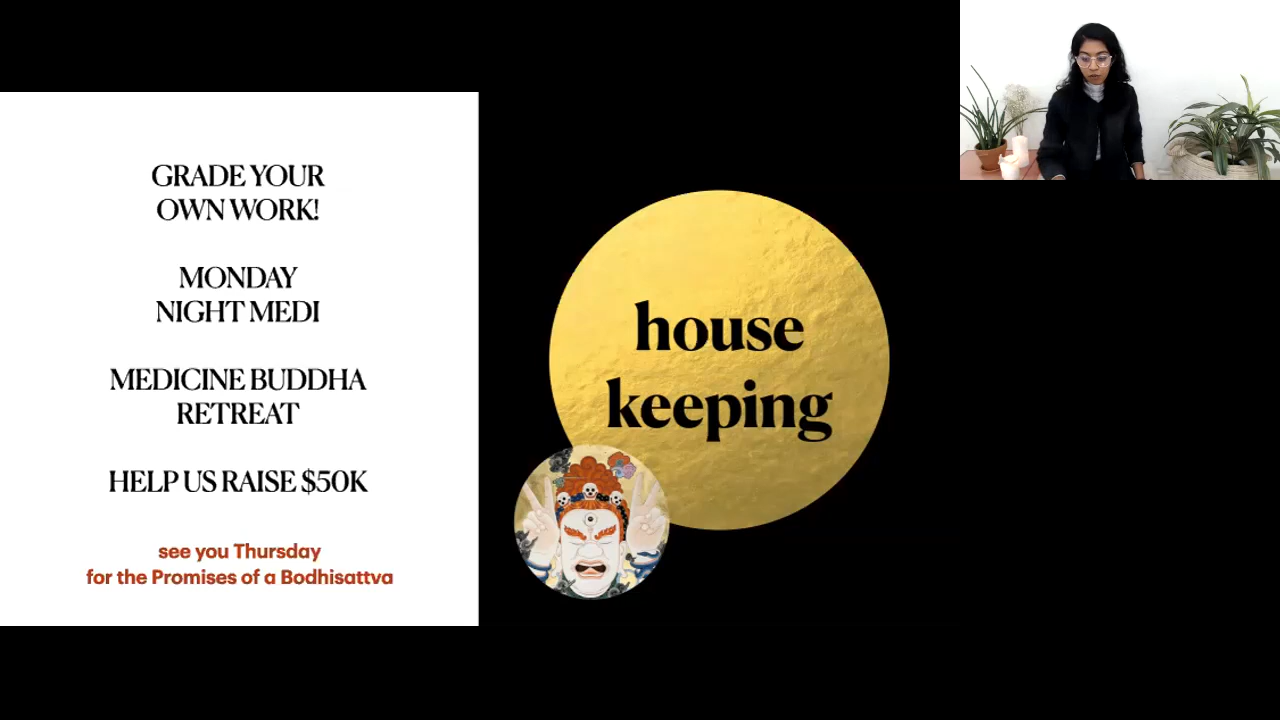 GRADE YOUR
OWN WORK!
MONDAY
NIGHT MEDI
MEDICINE BUDDHA
RETREAT
HELP US RAISE $50K
see you Thursday
for the Promises of a Bodhisattva
house
keeping